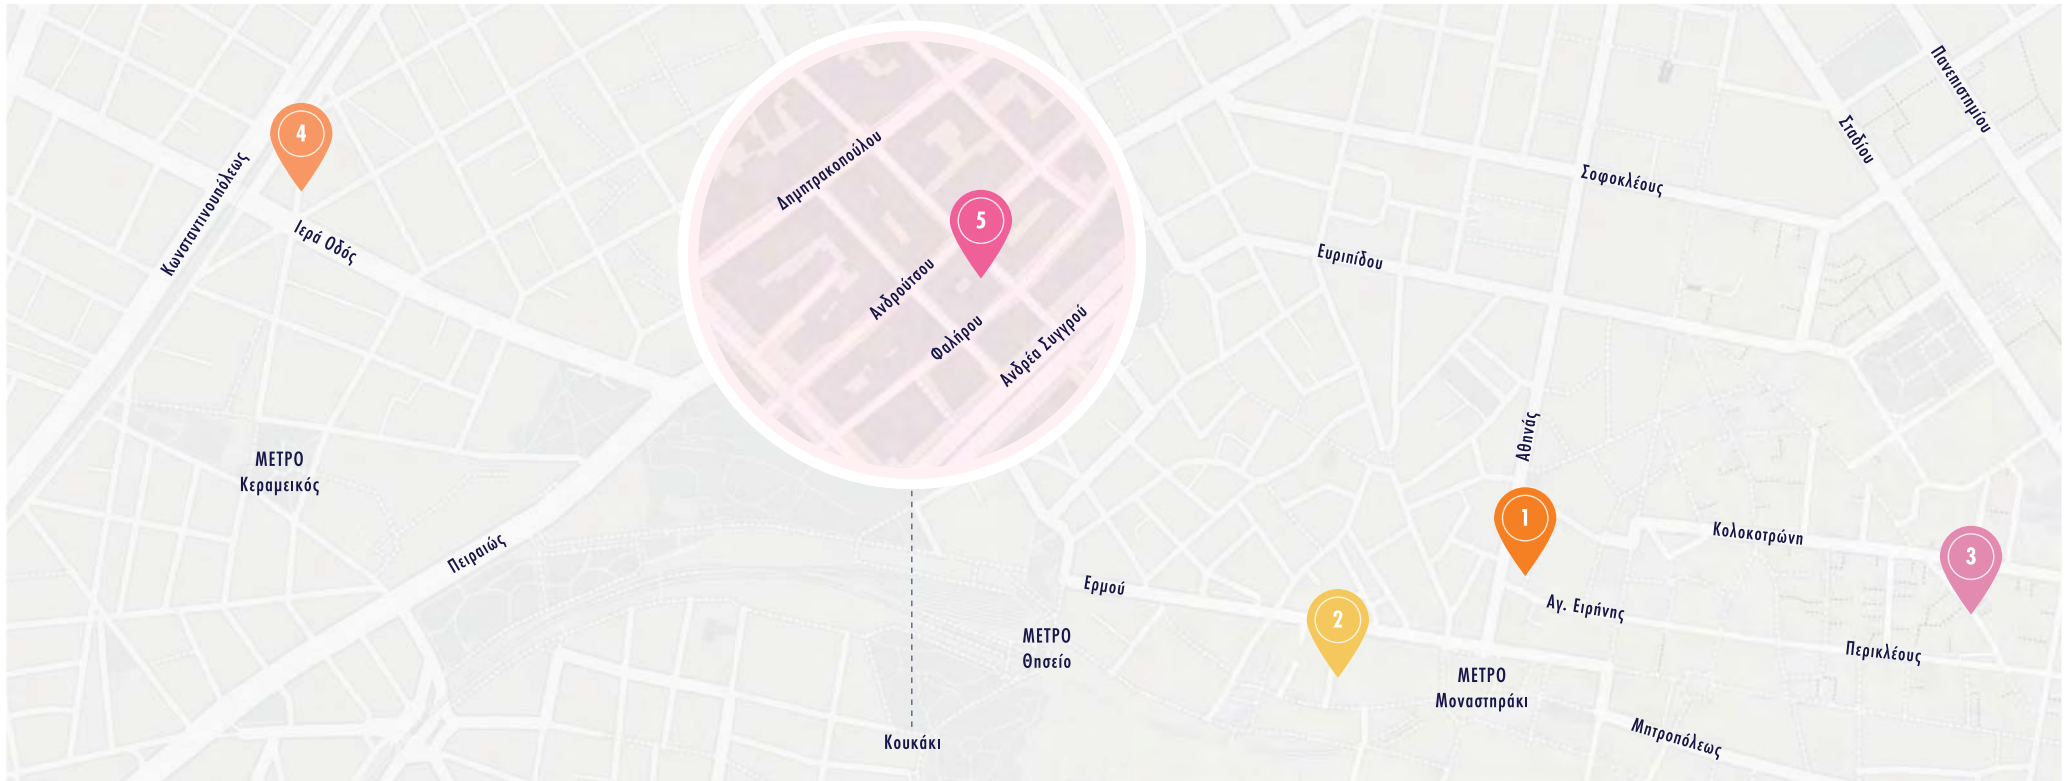 Πανεπιστημίου
Σταδίου
4
Δημητρακοπούλου
Σοφοκλέους
Κωνσταντινουπόλεως
Ιερά Οδός
5
Ευριπίδου
Ανδρούτσου
Φαλήρου
Ανδρέα Συγγρού
Αθηνάς
ΜΕΤΡΟ
Κεραμεικός
Πειραιώς
1
Κολοκοτρώνη
3
Ερμού
2
Αγ. Ειρήνης
ΜΕΤΡΟ
Θησείο
Περικλέους
ΜΕΤΡΟ
Μοναστηράκι
Κουκάκι
Μητροπόλεως